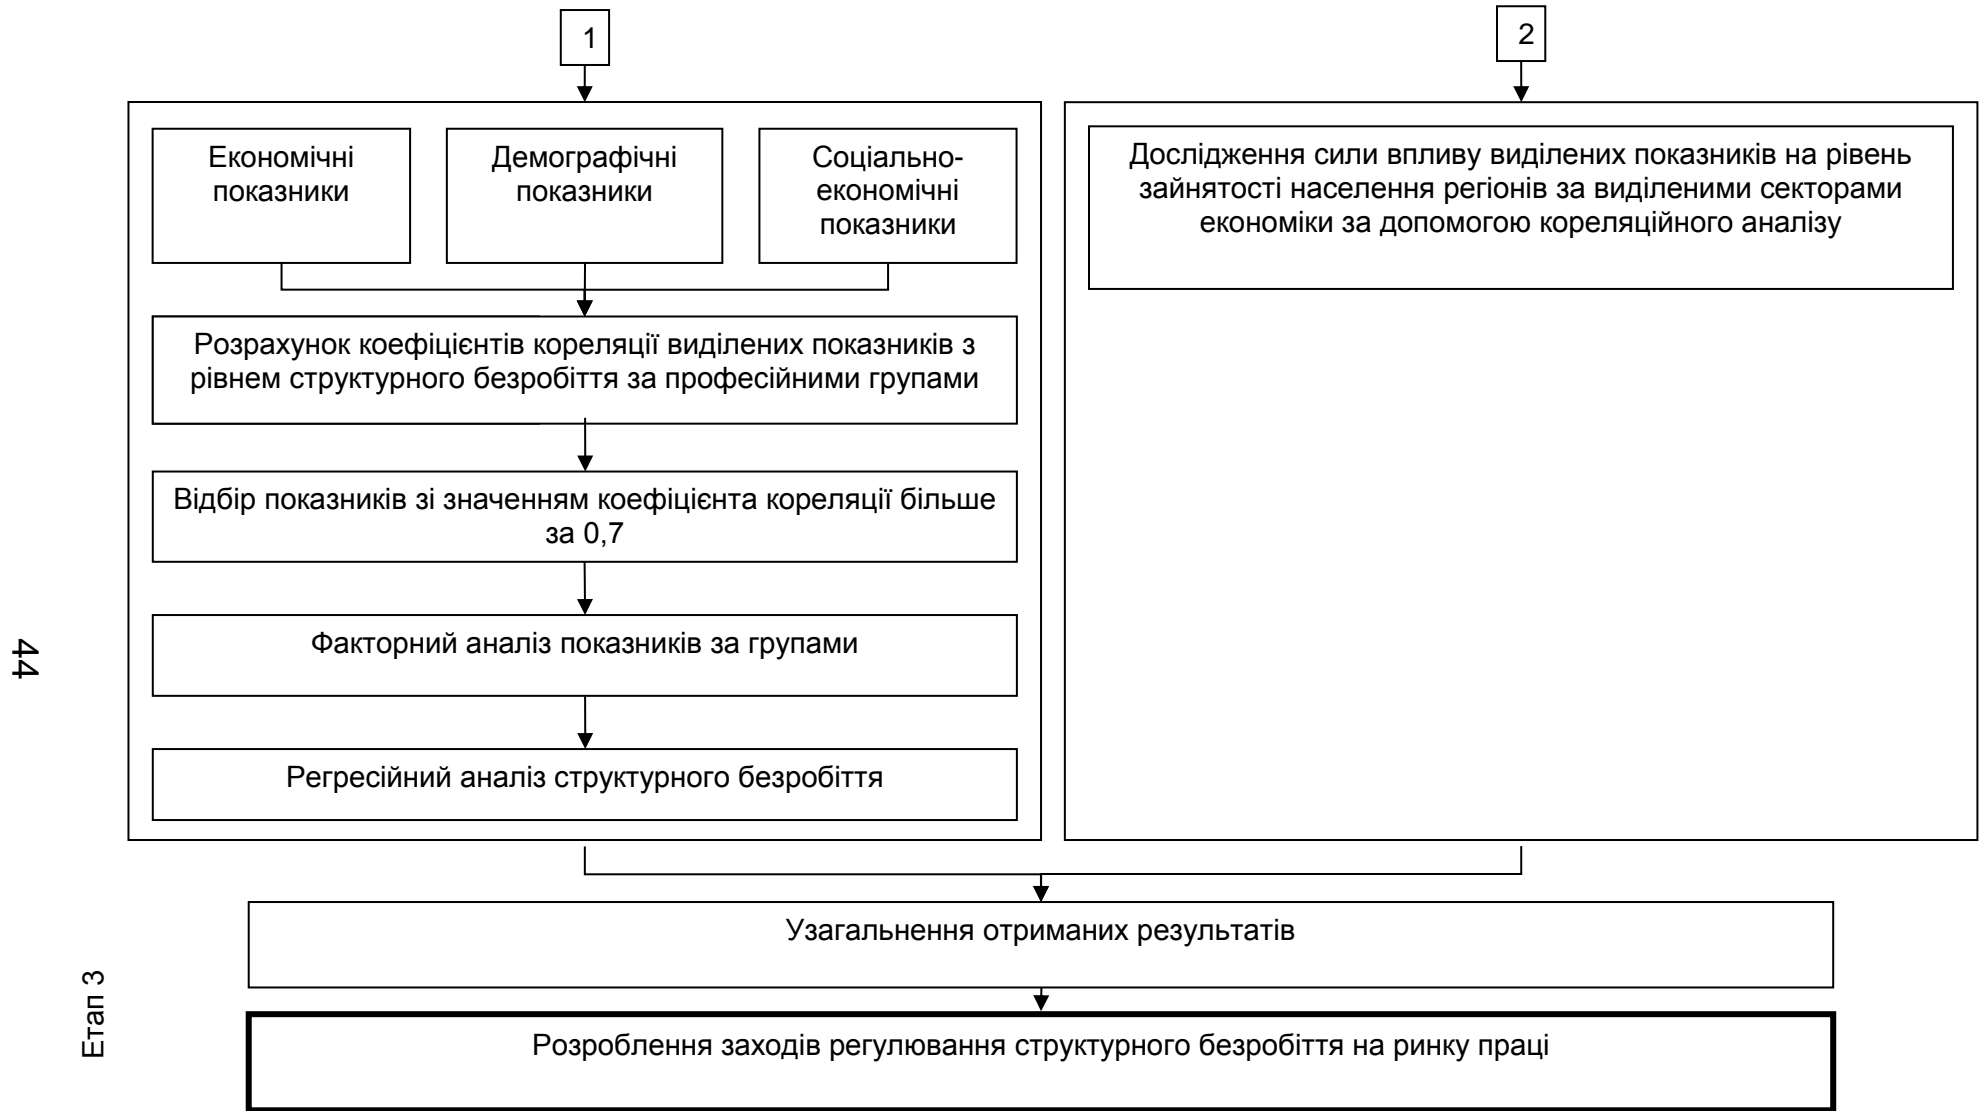 1
2
Економічні
показники
Демографічні
показники
Соціально-
економічні
показники
Дослідження сили впливу виділених показників на рівень
зайнятості населення регіонів за виділеними секторами
економіки за допомогою кореляційного аналізу
Розрахунок коефіцієнтів кореляції виділених показників з
рівнем структурного безробіття за професійними групами
Відбір показників зі значенням коефіцієнта кореляції більше
за 0,7
Факторний аналіз показників за групами
Регресійний аналіз структурного безробіття
44
Узагальнення отриманих результатів
Етап 3
Розроблення заходів регулювання структурного безробіття на ринку праці